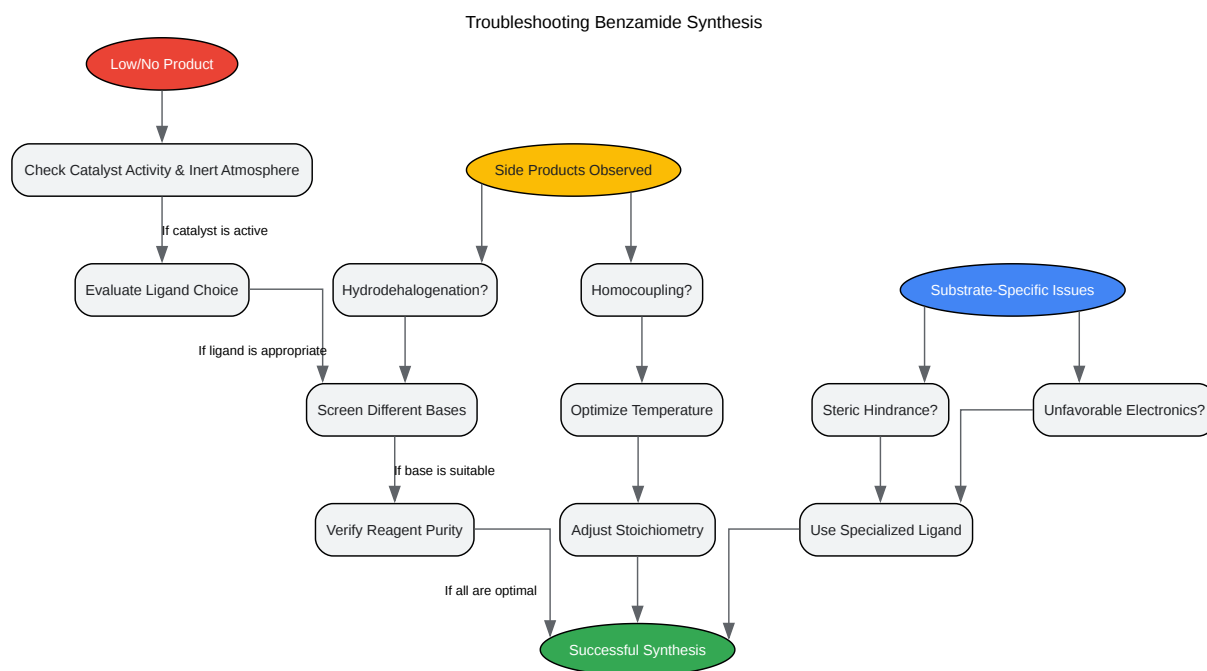 Troubleshooting Benzamide Synthesis
Low/No Product
Check Catalyst Activity & Inert Atmosphere
Side Products Observed
If catalyst is active
Evaluate Ligand Choice
Hydrodehalogenation?
Homocoupling?
Substrate-Specific Issues
If ligand is appropriate
Screen Different Bases
Optimize Temperature
Steric Hindrance?
Unfavorable Electronics?
If base is suitable
Verify Reagent Purity
Adjust Stoichiometry
Use Specialized Ligand
If all are optimal
Successful Synthesis